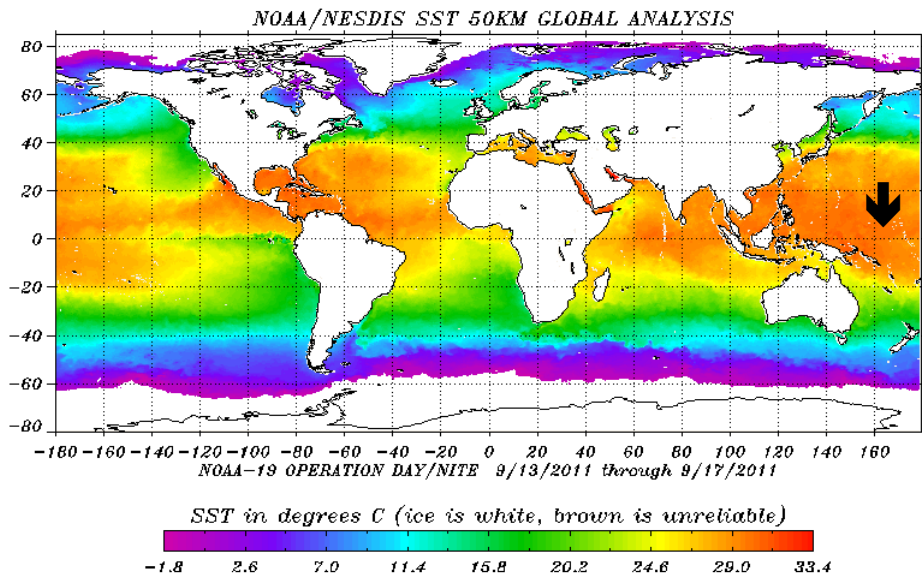 NOAA/NESDIS SST 50KM GLOBAL ANALYSIS
80
60
40
20
0
-20
-40
-60
-80
-180 -160 -140 -120 -100 -80 -60 -40 -20 0 20 40 60 80 100 120 140 160
NOAA-19 OPERATION DAY/NITE 9/13/2011 through 9/17/2011
SST in degrees C (ice is white, brown is unreliable)
-1.8 2.6 7.0 11.4 15.8 20.2 24.6 29.0 33.4